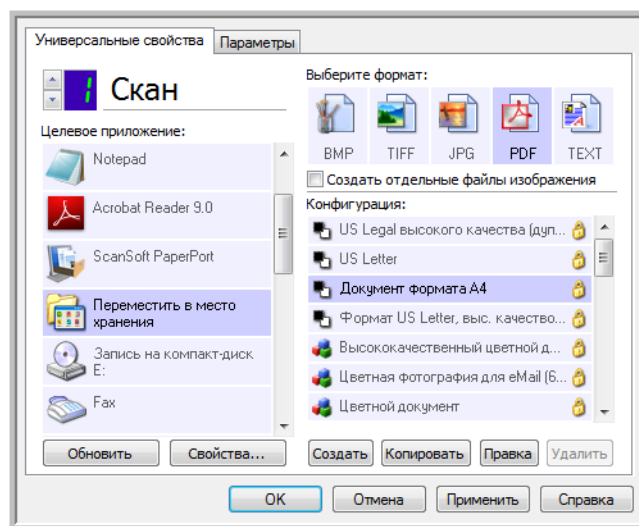 Универсальные свойства
Параметры
1 Скан
Целевое приложение:
Notepad
Acrobat Reader 9.0
ScanSoft PaperPort
Переместить в место
хранения
Запись на компакт-диск
E:
Fax
Обновить
Свойства...
Выберите формат:
BMP
TIFF
JPG
PDF
TEXT
Создать отдельные файлы изображения
Конфигурация:
US Legal высокого качества (дуп...
US Letter
Документ формата A4
Формат US Letter, выс. качество...
Высококачественный цветной д...
Цветная фотография для eMail (6...
Цветной документ
Создать
Копировать
Правка
Удалить
OK
Отмена
Применить
Справка